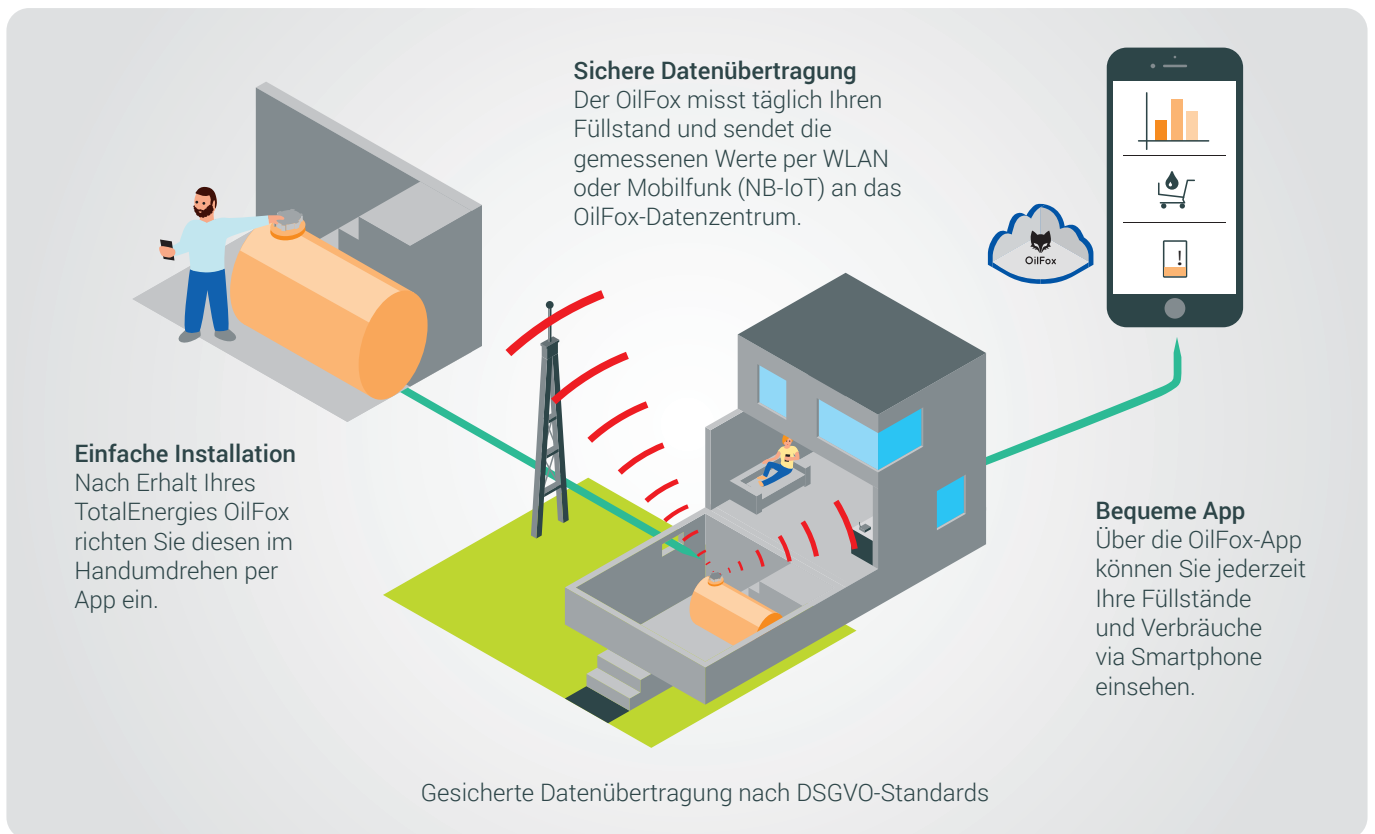 Sichere Datenübertragung
Der OilFox misst täglich Ihren
Füllstand und sendet die
gemessenen Werte per WLAN
oder Mobilfunk (NB-IoT) an das
OilFox-Datenzentrum.
OilFox
!
Einfache Installation
Nach Erhalt Ihres
TotalEnergies OilFox
richten Sie diesen im
Handumdrehen per
App ein.
Bequeme App
Über die OilFox-App
können Sie jederzeit
Ihre Füllstände
und Verbräuche
via Smartphone
einsehen.
Gesicherte Datenübertragung nach DSGVO-Standards